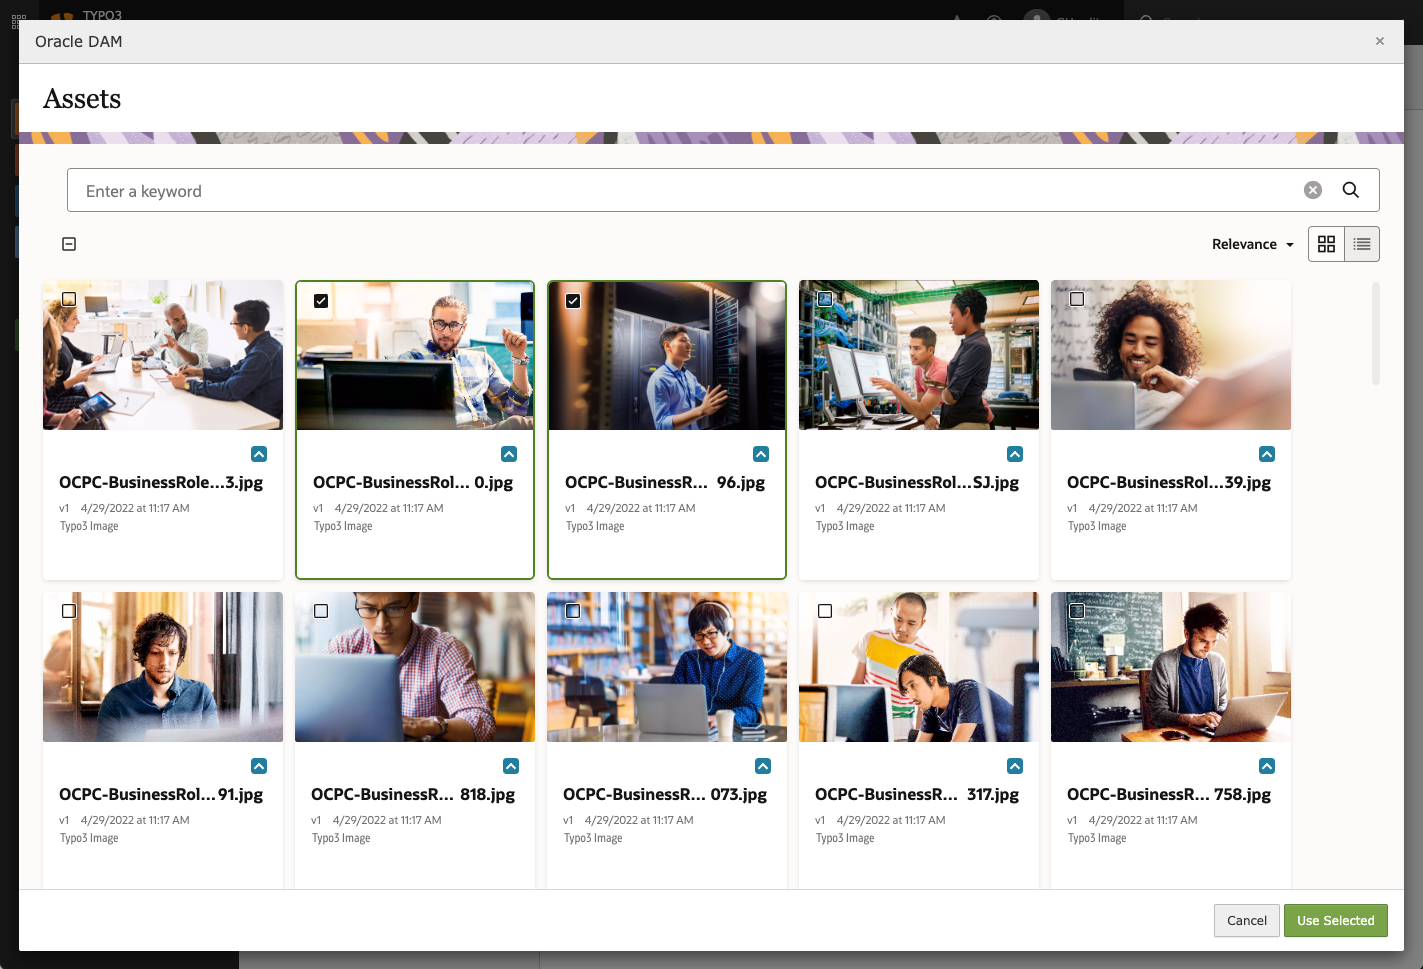 TYPO3
Oracle DAM
Assets
Enter a keyword
Relevance
OCPC-BusinessRole...3.jpg
v1 4/29/2022 at 11:17 AM
Typo3 Image
OCPC-BusinessRol... 0.jpg
v1 4/29/2022 at 11:17 AM
Typo3 Image
OCPC-BusinessR... 96.jpg
v1 4/29/2022 at 11:17 AM
Typo3 Image
OCPC-BusinessRol...SJ.jpg
v1 4/29/2022 at 11:17 AM
Typo3 Image
OCPC-BusinessRol...39.jpg
v1 4/29/2022 at 11:17 AM
Typo3 Image
OCPC-BusinessRol...91.jpg
v1 4/29/2022 at 11:17 AM
Typo3 Image
OCPC-BusinessR... 818.jpg
v1 4/29/2022 at 11:17 AM
Typo3 Image
OCPC-BusinessR... 073.jpg
v1 4/29/2022 at 11:17 AM
Typo3 Image
OCPC-BusinessR... 317.jpg
v1 4/29/2022 at 11:17 AM
Typo3 Image
OCPC-BusinessR... 758.jpg
v1 4/29/2022 at 11:17 AM
Typo3 Image
Cancel
Use Selected